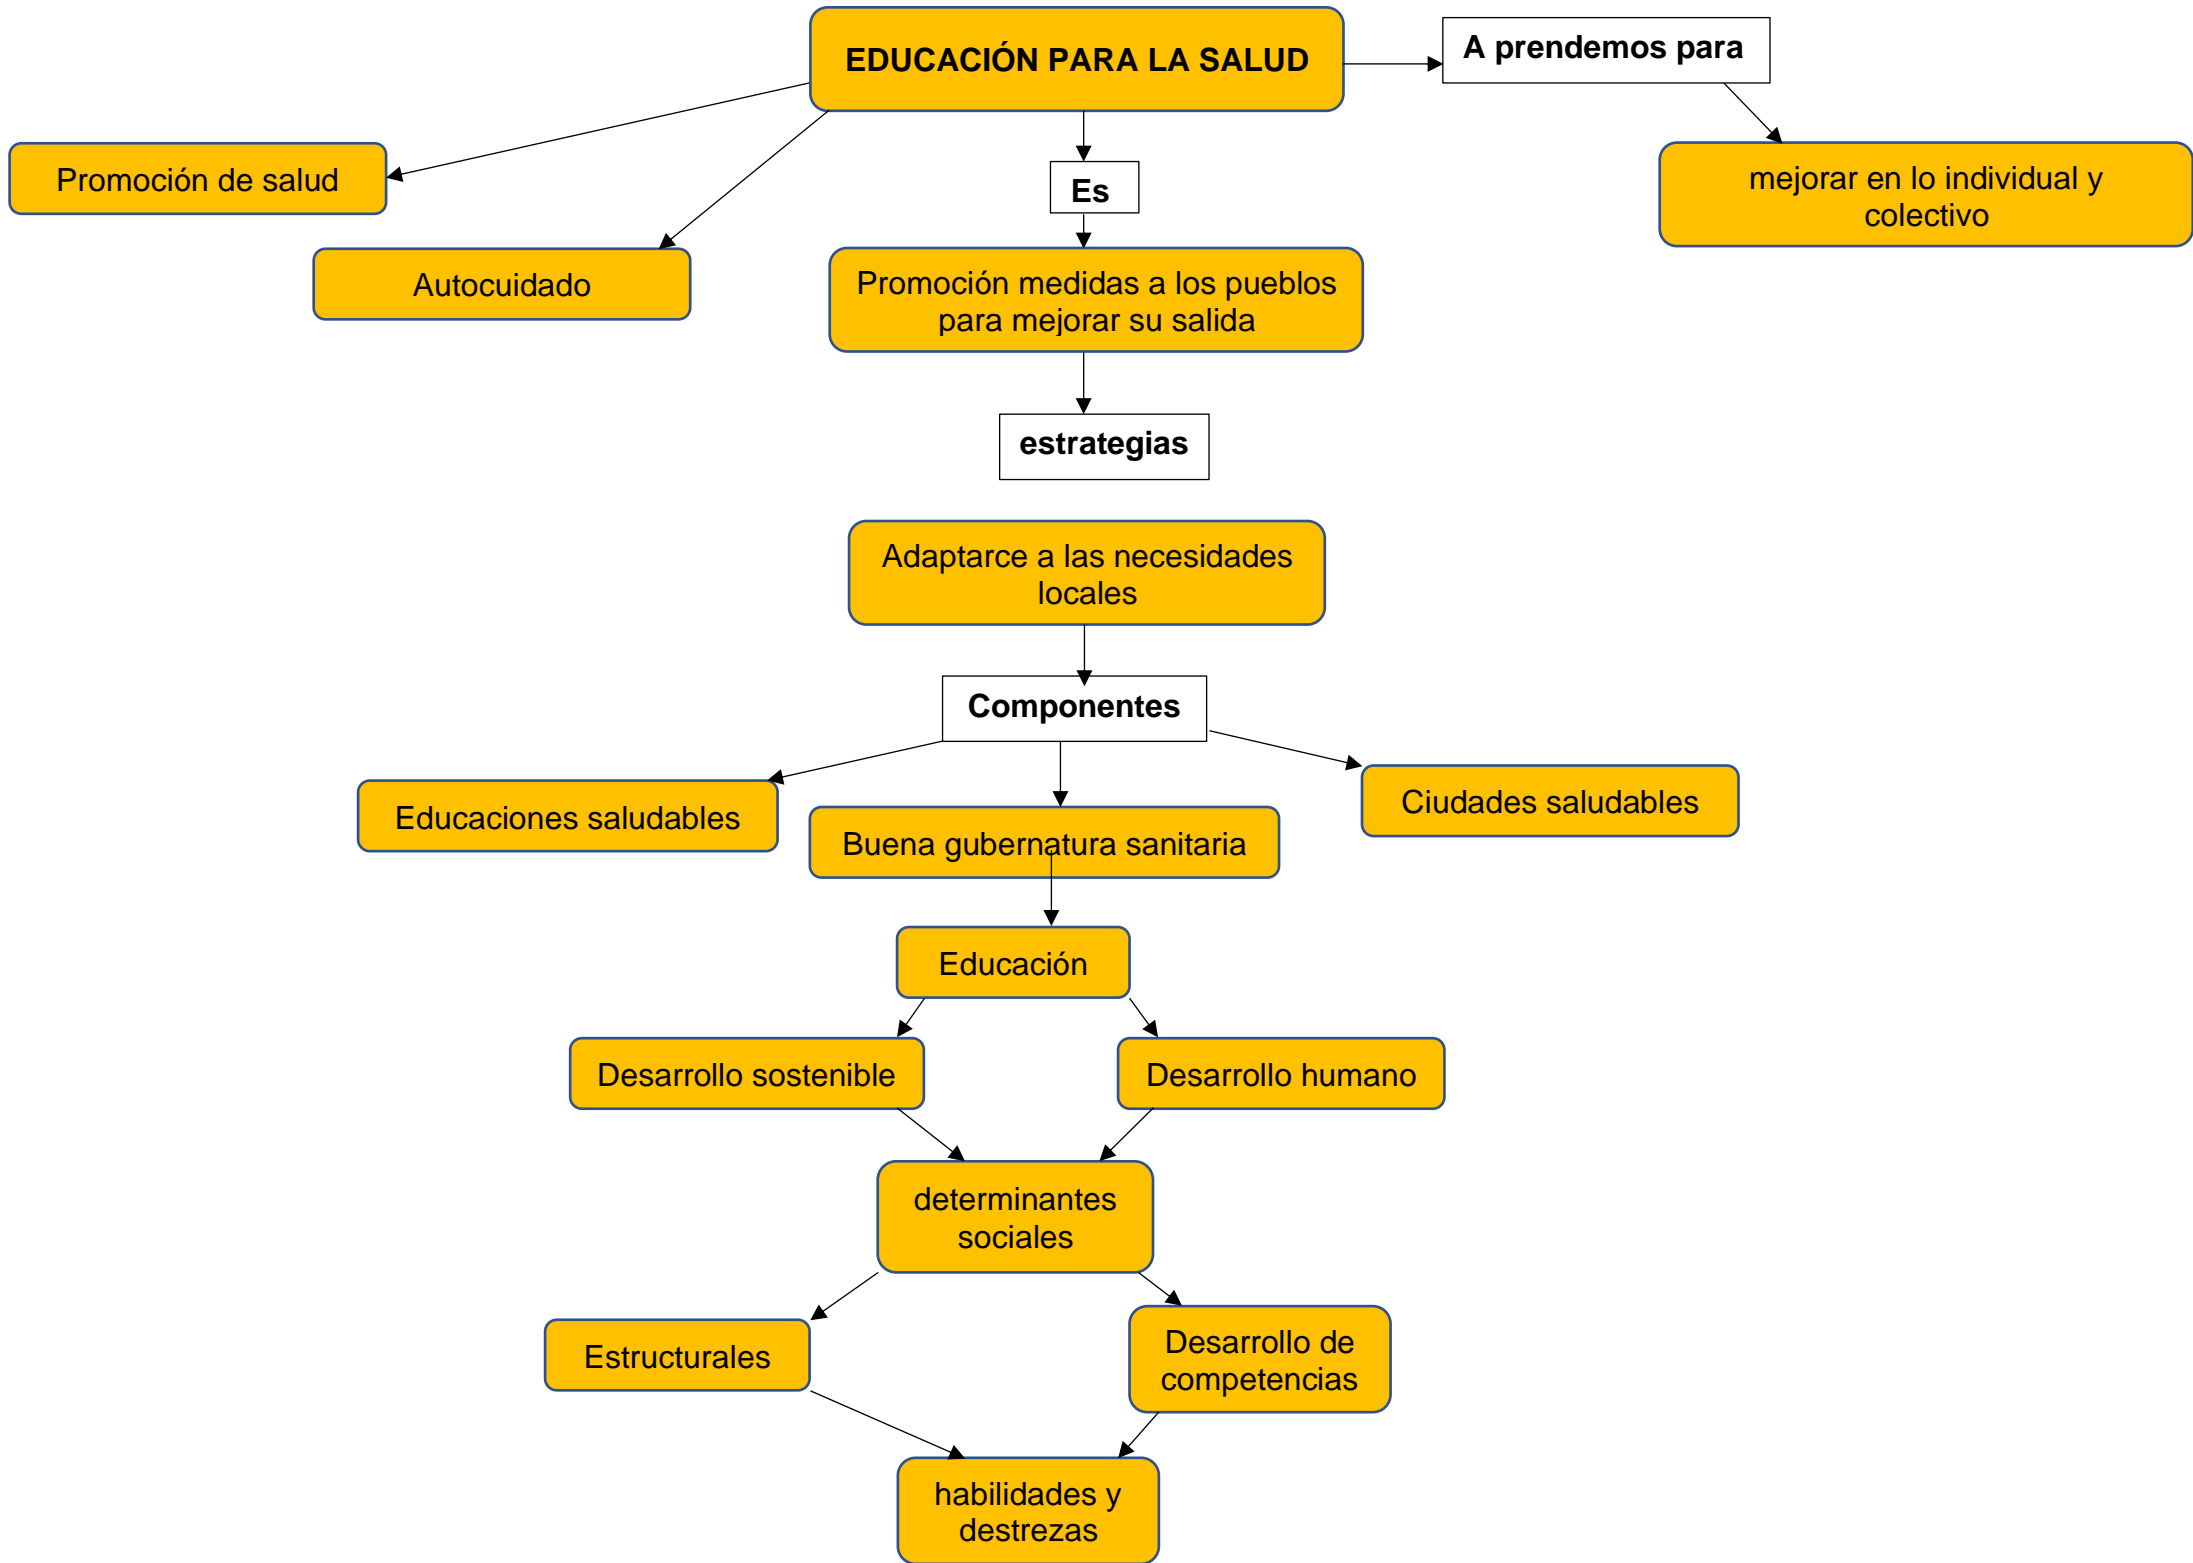 EDUCACIÓN PARA LA SALUD
A prendemos para
Promoción de salud
Es
mejorar en lo individual y
colectivo
Autocuidado
Promoción medidas a los pueblos
para mejorar su salida
estrategias
Adaptarce a las necesidades
locales
Componentes
Educaciones saludables
Buena gubernatura sanitaria
Ciudades saludables
Educación
Desarrollo sostenible
Desarrollo humano
determinantes
sociales
Estructurales
Desarrollo de
competencias
habilidades y
destrezas